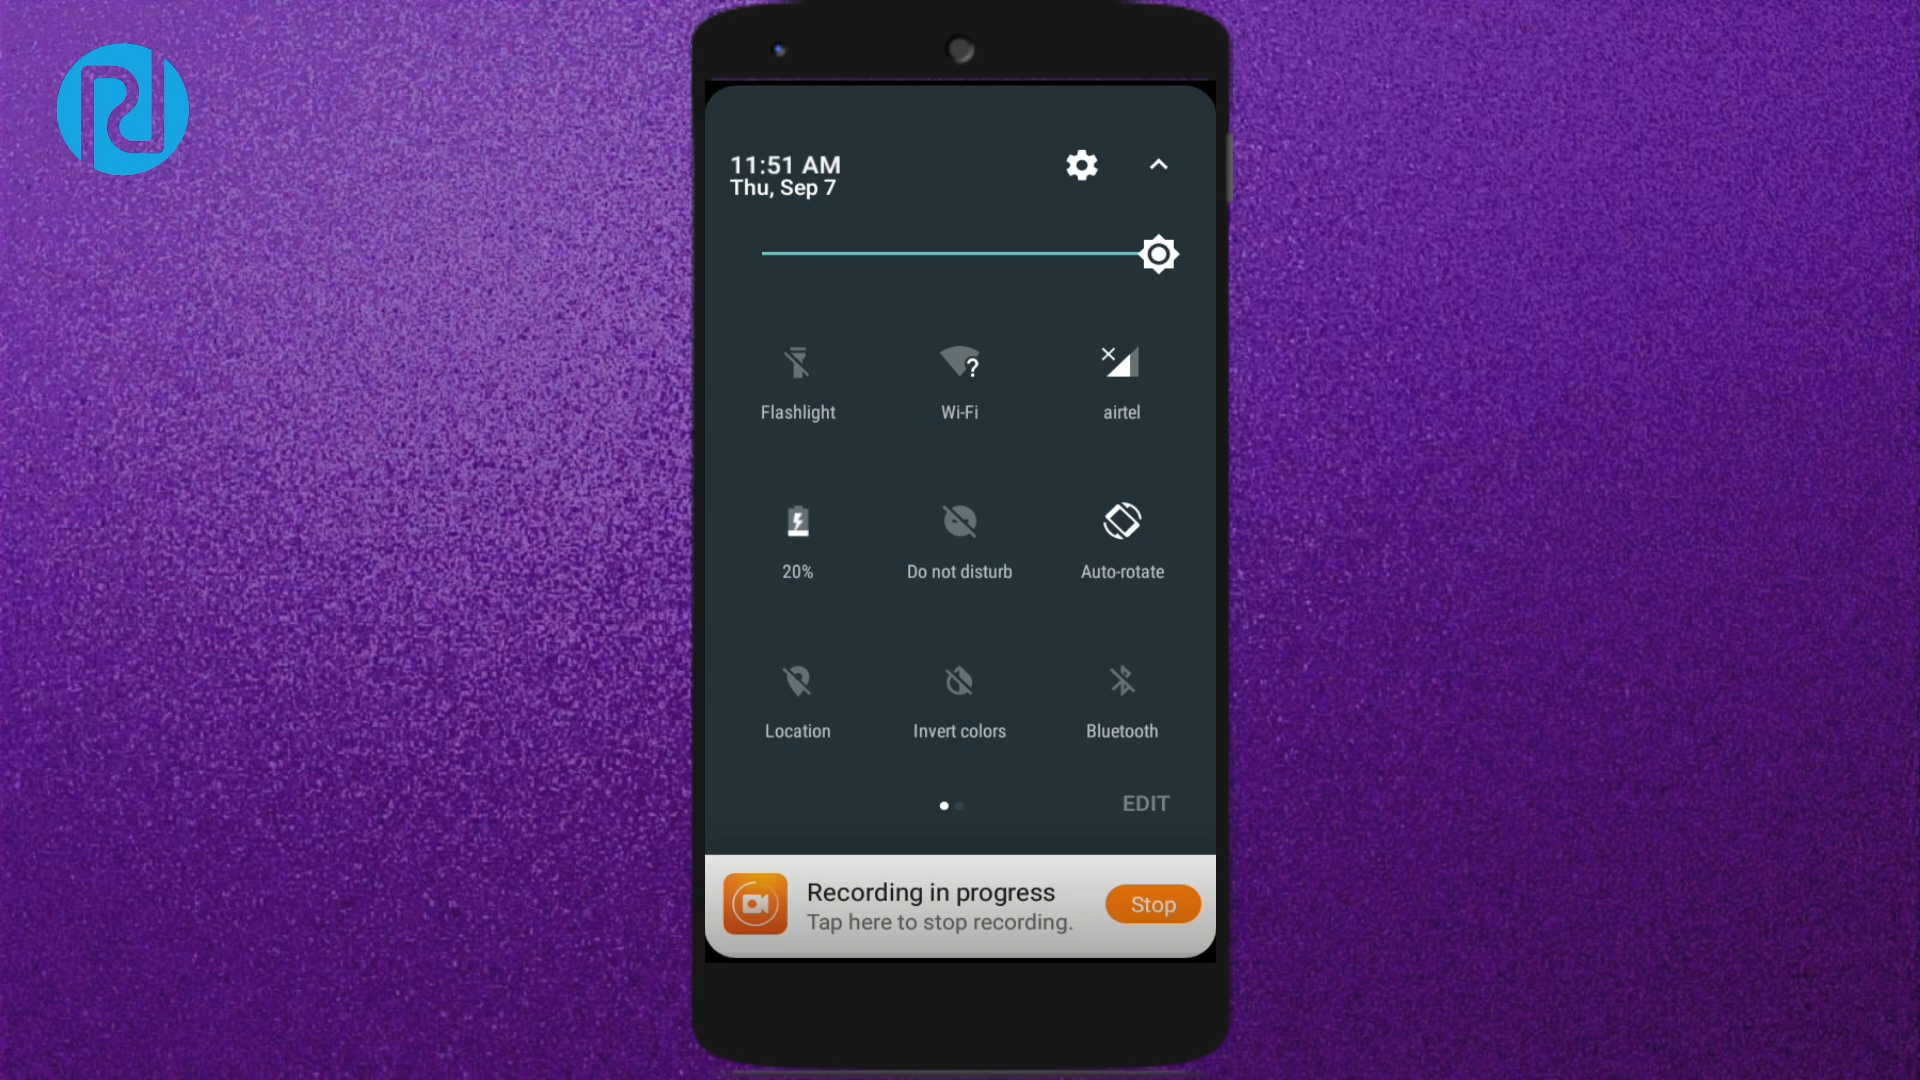 11:51 AM
Thu, Sep 7
Flashlight
Wi-Fi
airtel
20%
Do not disturb
Auto-rotate
Location
Invert colors
Bluetooth
EDIT
Recording in progress
Tap here to stop recording.
Stop